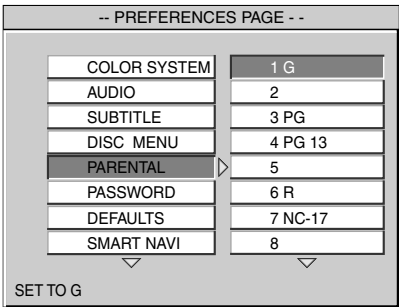 -- PREFERENCES PAGE - -
COLOR SYSTEM 1 G
AUDIO 2
SUBTITLE 3 PG
DISC MENU 4 PG 13
PARENTAL 5
PASSWORD 6 R
DEFAULTS 7 NC-17
SMART NAVI 8
SET TO G